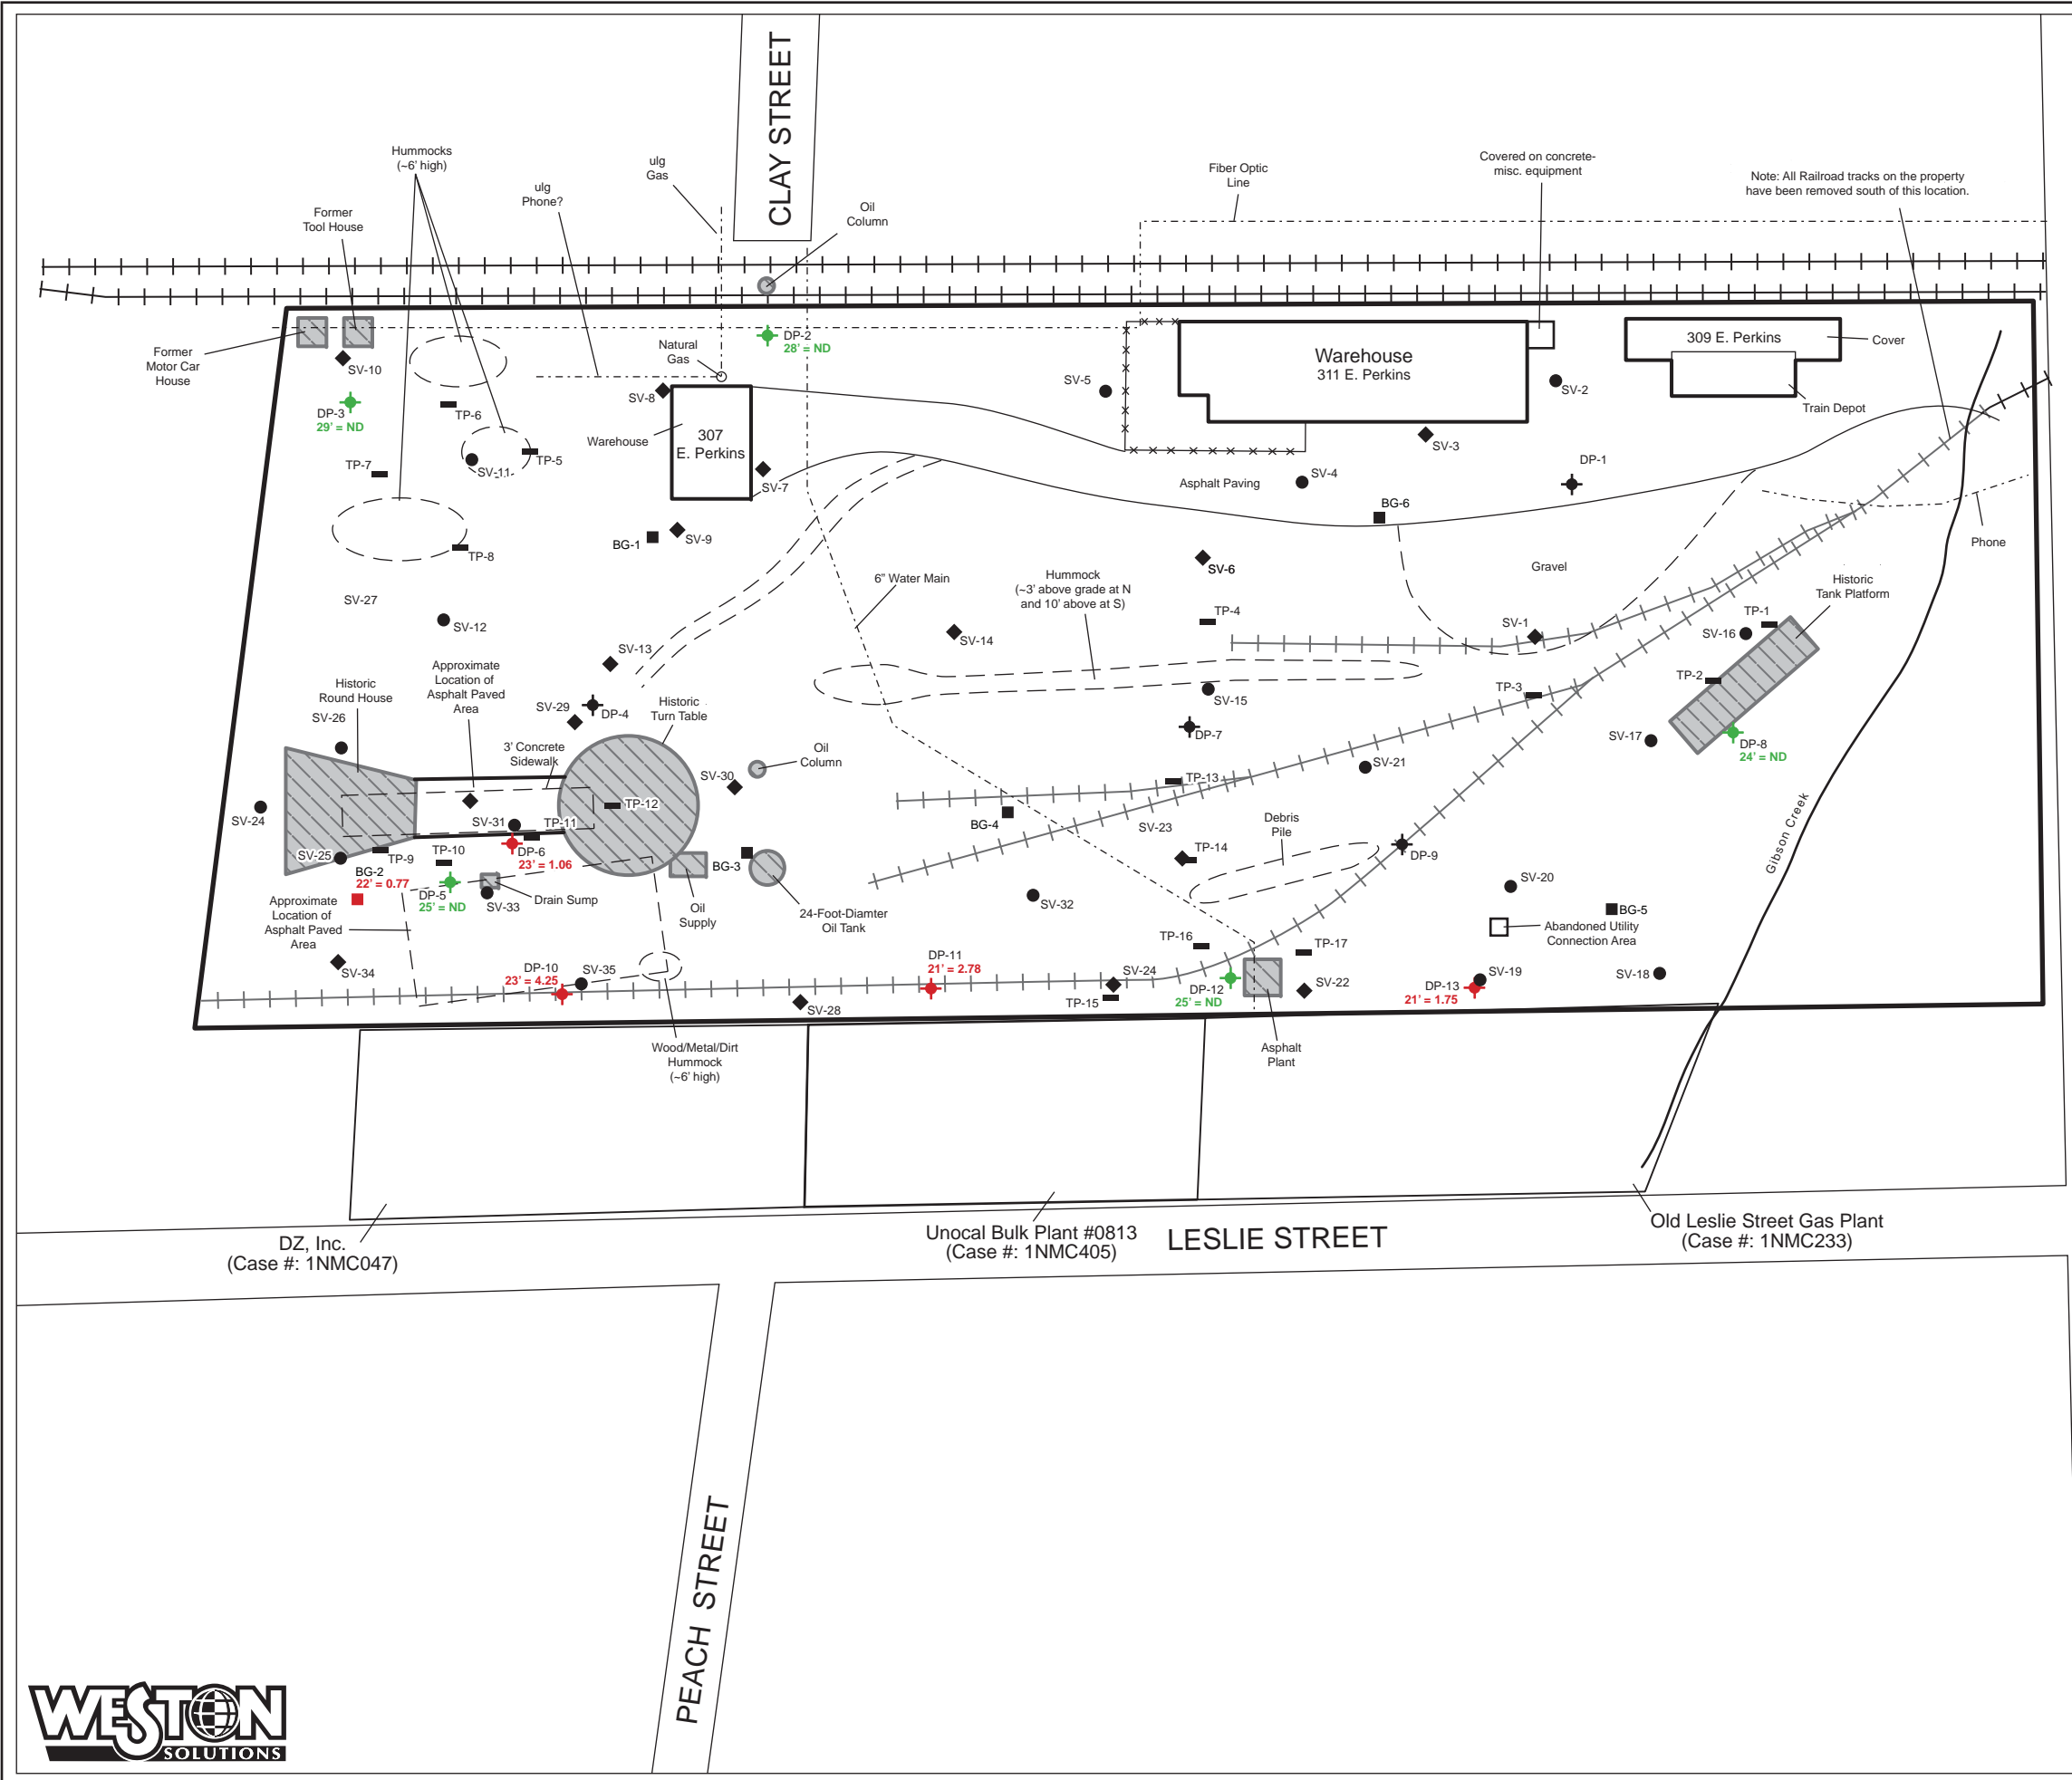 CLAY STREET
Hummocks
(~6' high)
ulg
Gas
ulg
Phone?
Former
Tool House
Oil
Column
Fiber Optic
Line
Covered on concrete-
misc. equipment
Note: All Railroad tracks on the property
have been removed south of this location.
Former
Motor Car
House
SV-10
DP-3
29' = ND
TP-6
TP-7
SV-11
TP-5
TP-8
Natural
Gas
DP-2
28' = ND
SV-8
Warehouse
307
E. Perkins
SV-7
BG-1
SV-9
SV-5
Warehouse
311 E. Perkins
SV-2
SV-3
SV-4
Asphalt Paving
309 E. Perkins
Cover
Train Depot
DP-1
BG-6
Phone
SV-6
Gravel
6" Water Main
Hummock
(~3' above grade at N
and 10' above at S)
Historic
Tank Platform
SV-27
SV-12
SV-13
SV-14
TP-4
SV-1
TP-1
SV-16
TP-2
TP-3
SV-15
DP-7
SV-17
DP-8
24' = ND
Approximate
Location of
Asphalt Paved
Area
Historic
Round House
SV-26
SV-29
DP-4
Historic
Turn Table
3' Concrete
Sidewalk
Oil
Column
SV-30
SV-24
SV-31
TP-11
TP-12
TP-13
SV-21
SV-23
BG-4
Debris
Pile
DP-9
TP-14
Gibson Creek
SV-25
TP-9
TP-10
DP-6
23' = 1.06
BG-2
22' = 0.77
DP-5
25' = ND
SV-33
Drain Sump
BG-3
Oil
Supply
24-Foot-Diamter
Oil Tank
SV-32
SV-20
BG-5
Abandoned Utility
Connection Area
Approximate
Location of
Asphalt Paved
Area
SV-34
DP-10
23' = 4.25
SV-35
SV-28
DP-11
21' = 2.78
SV-24
TP-15
TP-16
TP-17
DP-12
25' = ND
SV-22
SV-19
DP-13
21' = 1.75
SV-18
Wood/Metal/Dirt
Hummock
(~6' high)
Asphalt
Plant
DZ, Inc.
(Case #: 1NMC047)
Unocal Bulk Plant #0813
(Case #: 1NMC405)
LESLIE STREET
Old Leslie Street Gas Plant
(Case #: 1NMC233)
PEACH STREET
WESTON
SOLUTIONS